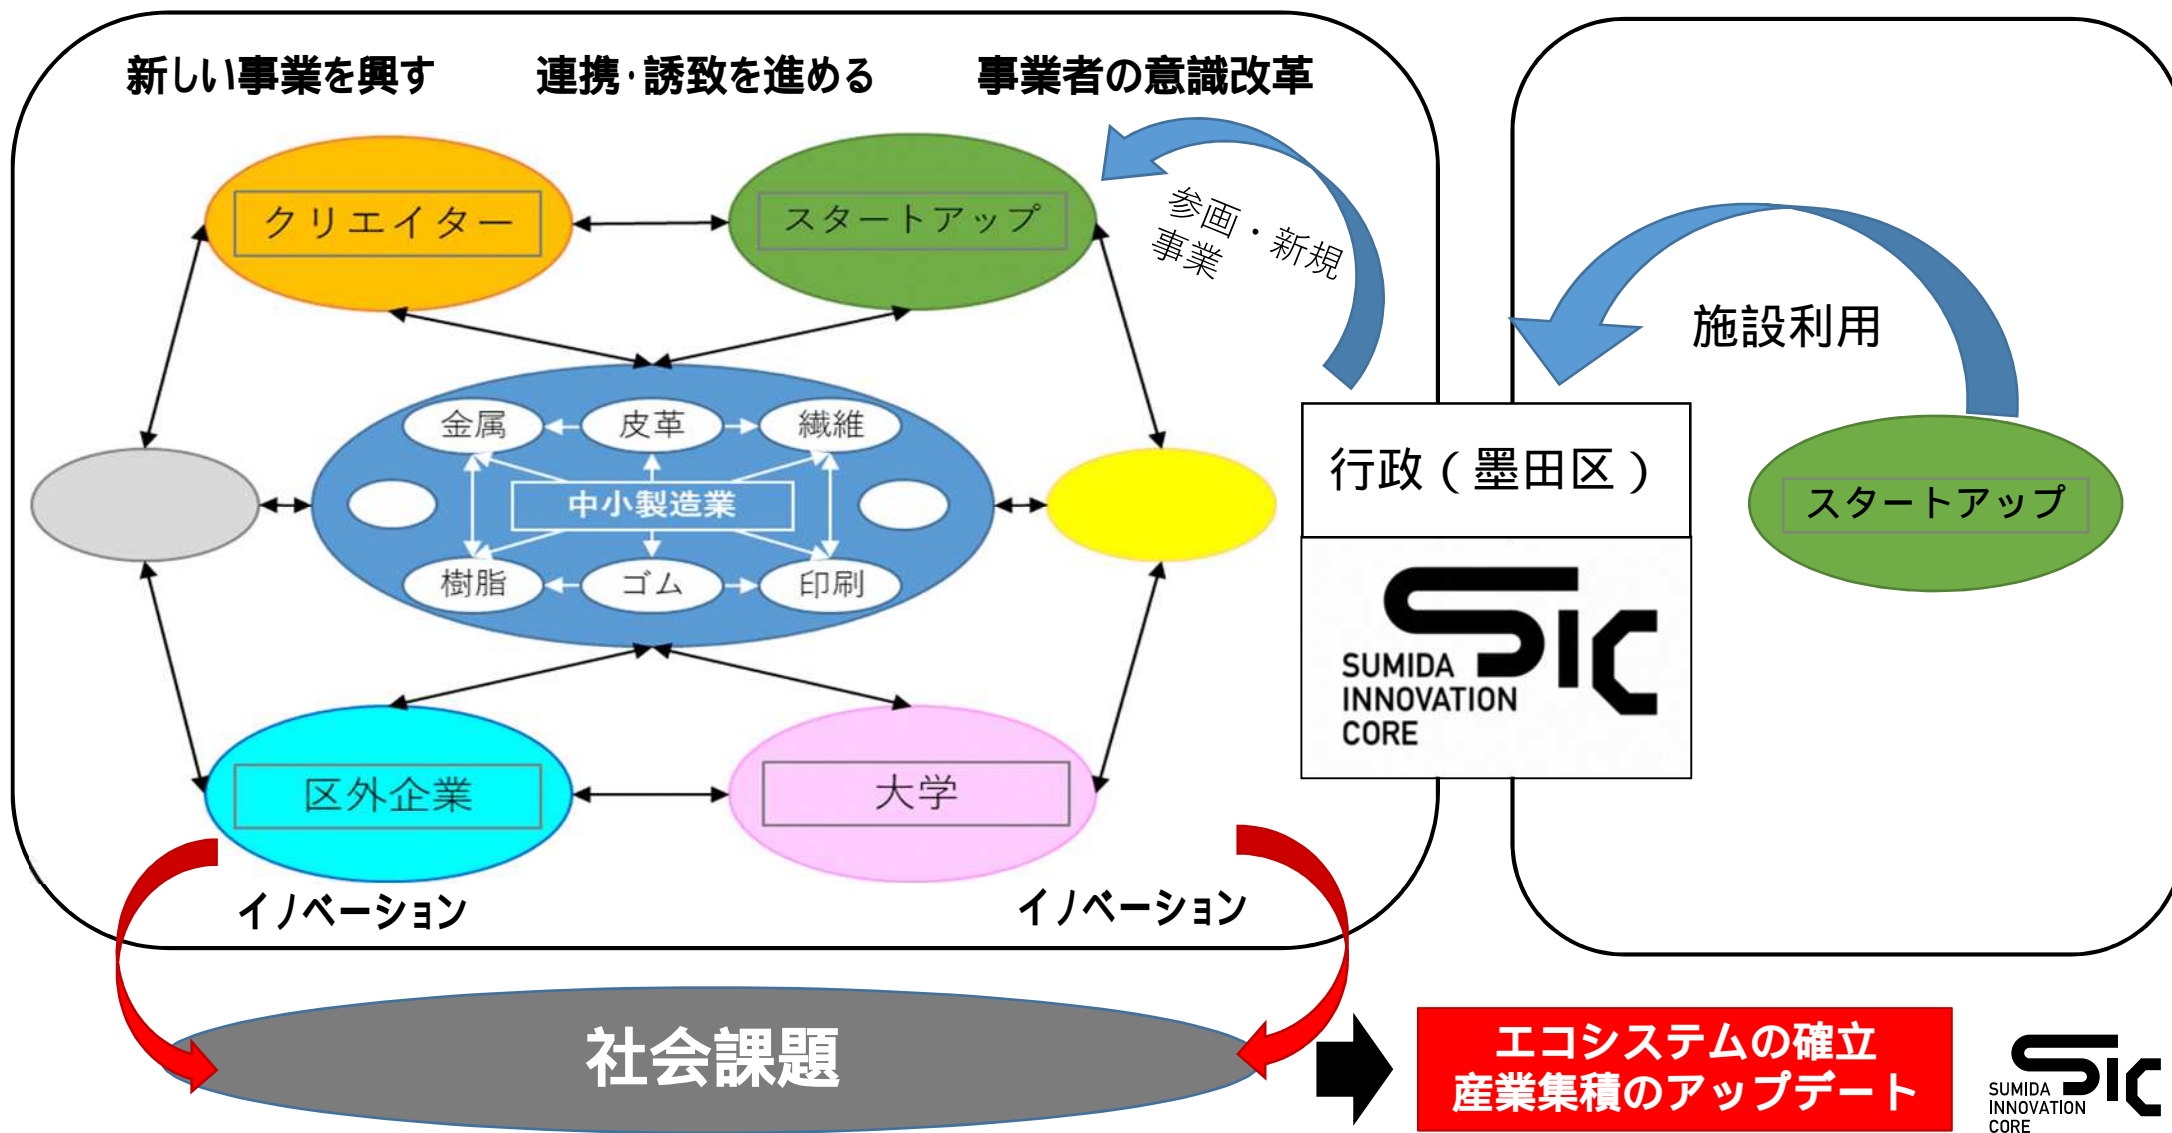 新しい事業を興す
連携・誘致を進める
事業者の意識改革
クリエイター
スタートアップ
参画・新規
事業
施設利用
金属
皮革
繊維
中小製造業
樹脂
ゴム
印刷
行政（墨田区）
スタートアップ
SIC
SUMIDA
INNOVATION
CORE
区外企業
大学
イノベーション
イノベーション
社会課題
エコシステムの確立
産業集積のアップデート
SIC
SUMIDA
INNOVATION
CORE